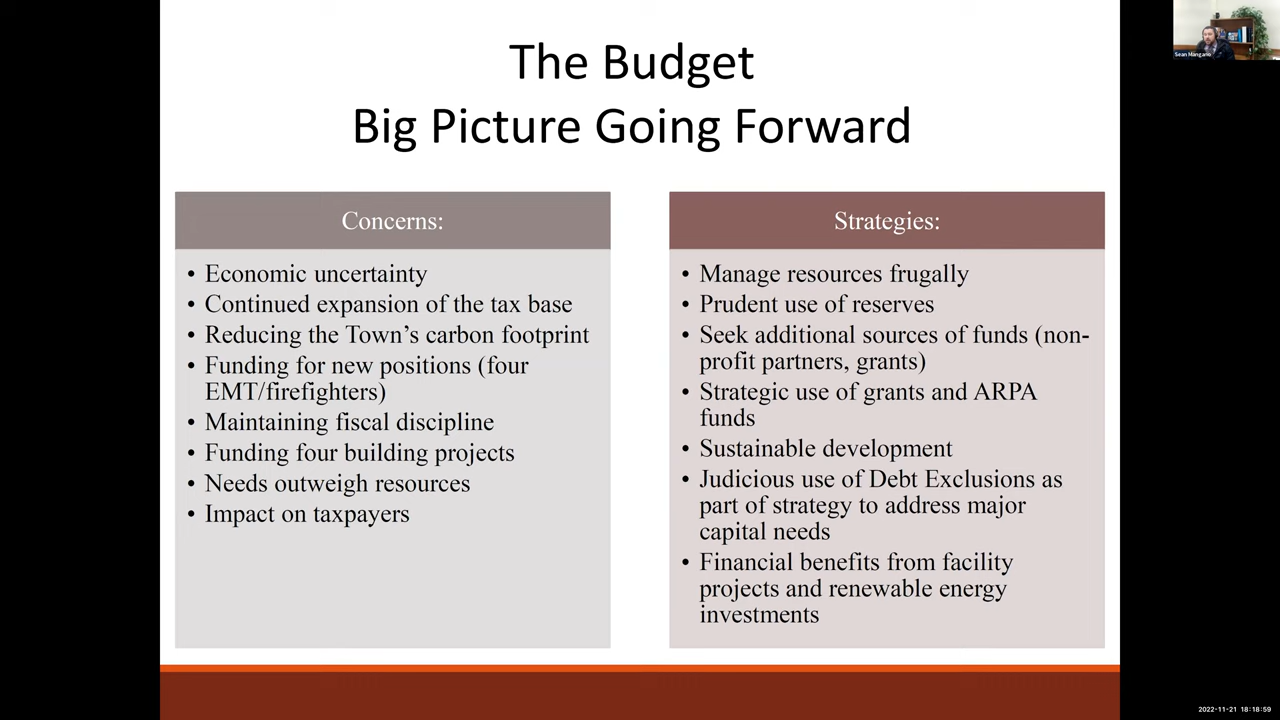 The Budget
Big Picture Going Forward
Concerns:
• Economic uncertainty
• Continued expansion of the tax base
• Reducing the Town’s carbon footprint
• Funding for new positions (four
EMT/firefighters)
• Maintaining fiscal discipline
• Funding four building projects
• Needs outweigh resources
• Impact on taxpayers
Strategies:
• Manage resources frugally
• Prudent use of reserves
• Seek additional sources of funds (non-
profit partners, grants)
• Strategic use of grants and ARPA
funds
• Sustainable development
• Judicious use of Debt Exclusions as
part of strategy to address major
capital needs
• Financial benefits from facility
projects and renewable energy
investments
Sean Mangano
2022-11-21 18:18:59